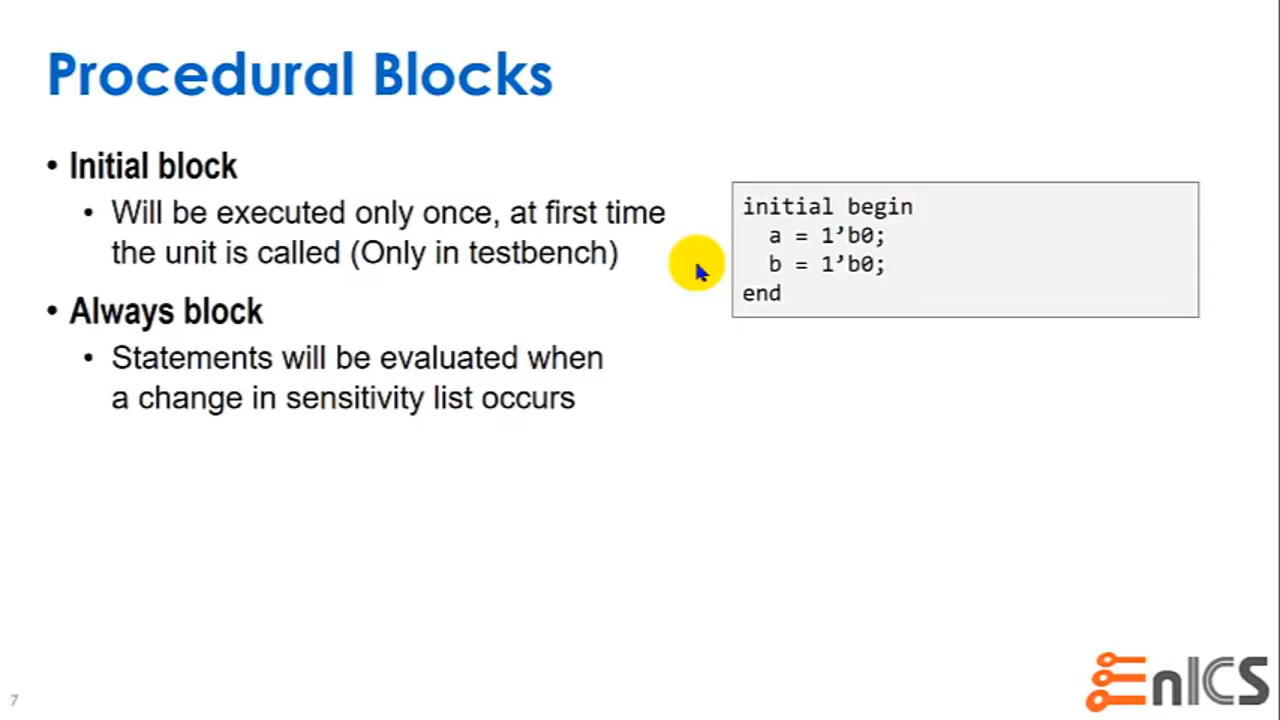 Procedural Blocks
• Initial block
• Will be executed only once, at first time
the unit is called (Only in testbench)
• Always block
• Statements will be evaluated when
a change in sensitivity list occurs
initial begin
  a = 1’b0;
  b = 1’b0;
end
7
EnICS